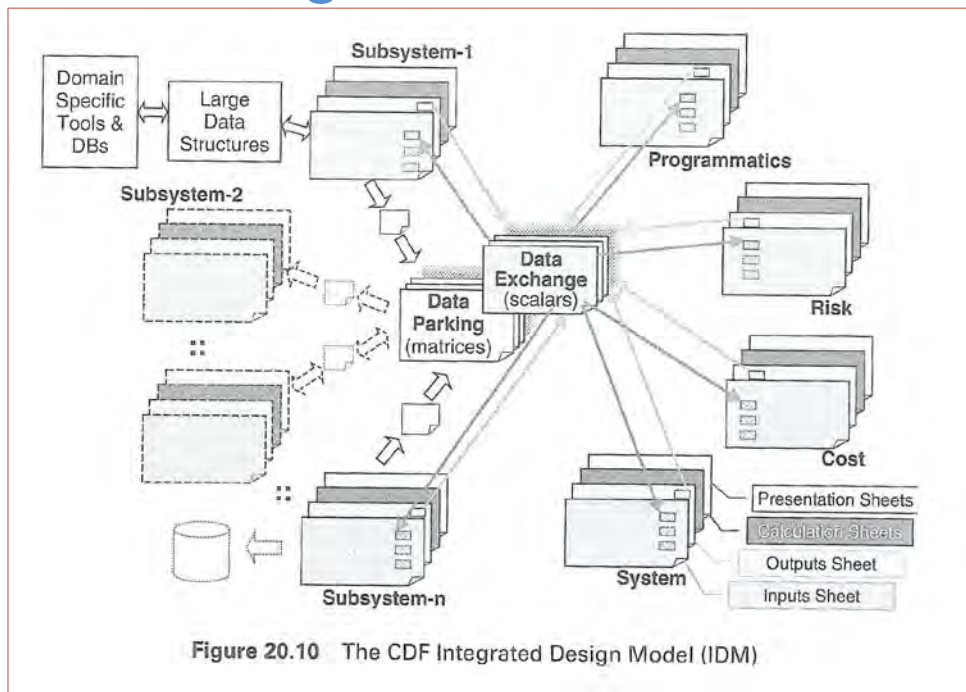 Subsystem-1
Domain
Specific
Tools &
DBs
Large
Data
Structures
Programmatics
Subsystem-2
Data
Exchange
(scalars)
Data
Parking
(matrices)
Risk
Cost
Subsystem-n
System
Presentation Sheets
Calculation Sheets
Outputs Sheet
Inputs Sheet
Figure 20.10 The CDF Integrated Design Model (IDM)